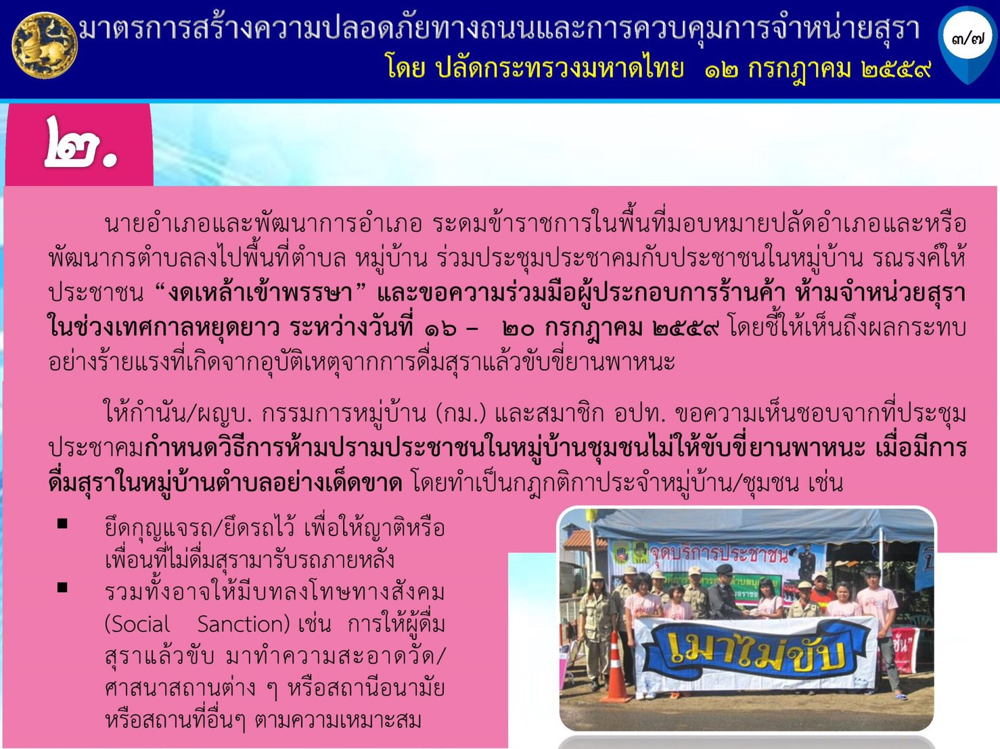 มาตรการสร้างความปลอดภัยทางถนนและการควบคุมการจำหน่ายสุรา
๓/๗
โดย ปลัดกระทรวงมหาดไทย ๑๒ กรกฎาคม ๒๕๕๙
๒.
นายอำเภอและพัฒนาการอำเภอ ระดมข้าราชการในพื้นที่มอบหมายปลัดอำเภอและหรือ
พัฒนากรตำบลลงไปพื้นที่ตำบล หมู่บ้าน ร่วมประชุมประชาคมกับประชาชนในหมู่บ้าน รณรงค์ให้
ประชาชน “งดเหล้าเข้าพรรษา” และขอความร่วมมือผู้ประกอบการร้านค้า ห้ามจำหน่วยสุรา
ในช่วงเทศกาลหยุดยาว ระหว่างวันที่ ๑๖ – ๒๐ กรกฎาคม ๒๕๕๙ โดยชี้ให้เห็นถึงผลกระทบ
อย่างร้ายแรงที่เกิดจากอุบัติเหตุจากการดื่มสุราแล้วขับขี่ยานพาหนะ
ให้กำนัน/ผญบ. กรรมการหมู่บ้าน (กม.) และสมาชิก อปท. ขอความเห็นชอบจากที่ประชุม
ประชาคมกำหนดวิธีการห้ามปรามประชาชนในหมู่บ้านชุมชนไม่ให้ขับขี่ยานพาหนะ เมื่อมีการ
ดื่มสุราในหมู่บ้านตำบลอย่างเด็ดขาด โดยทำเป็นกฎกติกาประจำหมู่บ้าน/ชุมชน เช่น
▪ ยึดกุญแจรถ/ยึดรถไว้ เพื่อให้ญาติหรือ
เพื่อนที่ไม่ดื่มสุรามารับรถภายหลัง
▪ รวมทั้งอาจให้มีบทลงโทษทางสังคม
(Social Sanction) เช่น การให้ผู้ดื่ม
สุราแล้วขับ มาทำความสะอาดวัด/
ศาสนาสถานต่าง ๆ หรือสถานีอนามัย
หรือสถานที่อื่นๆ ตามความเหมาะสม
จุดบริการประชาชน
เมาไม่ขับ